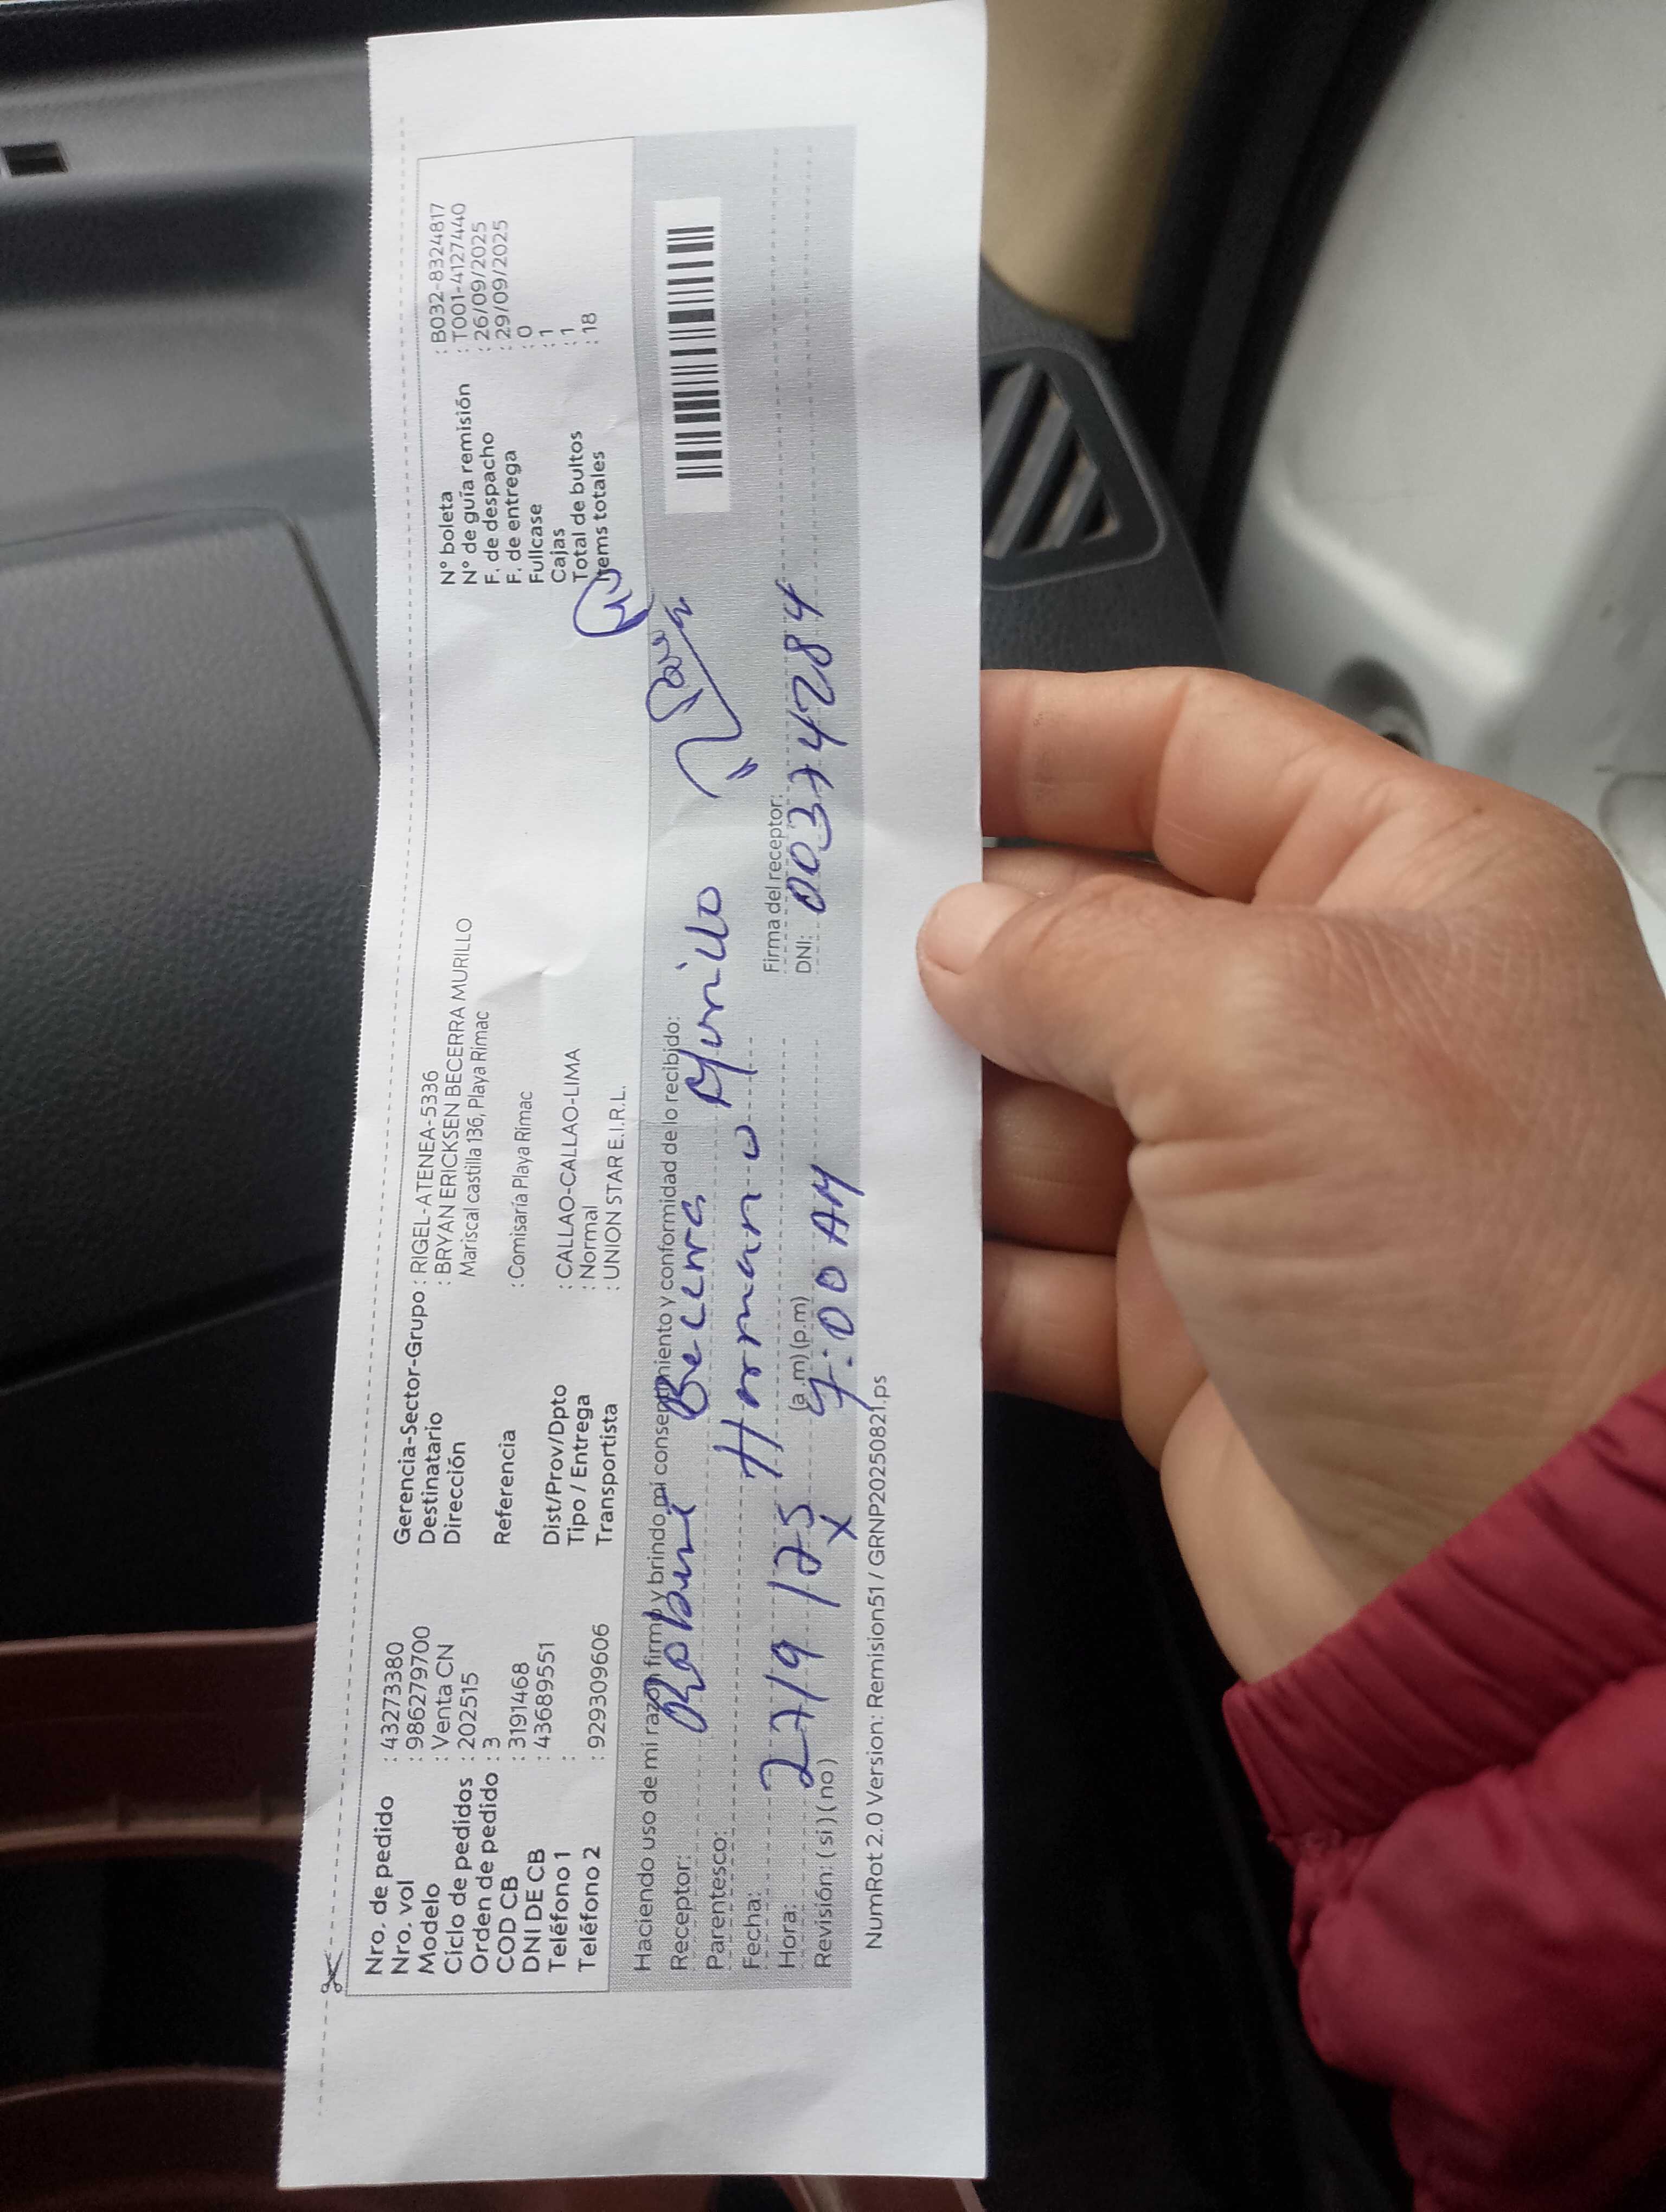 Nro. de pedido : 432733380
Nro. vol : 986279700
Modelo : Venta CN
Ciclo de pedidos : 202515
Orden de pedido : 3
COD CB : 3191468
DNI DE CB : 43689551
Teléfono 1 :
Teléfono 2 : 929309606
Gerencia-Sector-Grupo : RIGEL-ATENEA-5336
Destinatario : BRYAN ERICKSEN BECERRA MURILLO
Dirección Mariscal castilla 136, Playa Rimac
Referencia : Comisaría Playa Rimac
Dist/Prov/Dpto : CALLAO-CALLAO-LIMA
Tipo / Entrega : Normal
Transportista : UNION STAR E.I.R.L.
N° boleta : B032-8324817
N° de guía remisión : T001-4127440
F. de despacho : 26/09/2025
F. de entrega : 29/09/2025
Fullcase : 0
Cajas : 1
Total de bultos : 1
Items totales : 18
Haciendo uso de mi razón firmo y brindo mi consentimiento y conformidad de lo recibido:
Receptor: Becerra Murillo
Parentesco: Hermano
Fecha: 27/9/25
Hora: (a.m) (p.m) 9:00 AM
Revisión: (si) (no) X
Firma del receptor:
DNI: 00374284
NumRot 2.0 Version: Remision51 / GRNP20250821.ps